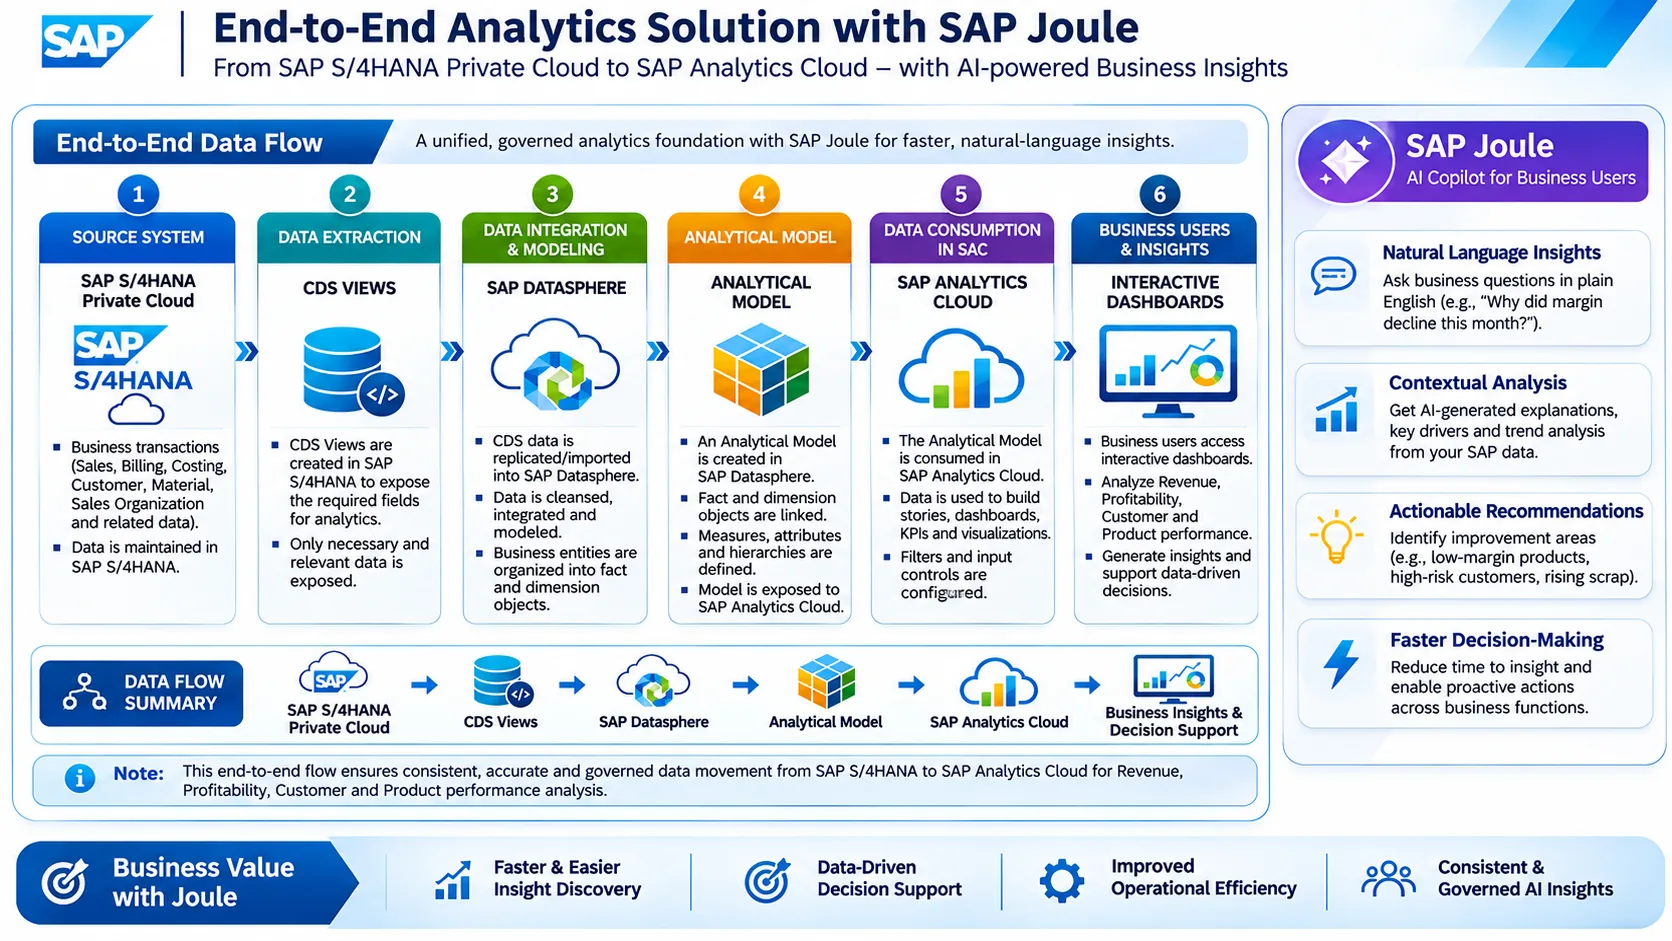 SAP
End-to-End Analytics Solution with SAP Joule
From SAP S/4HANA Private Cloud to SAP Analytics Cloud – with AI-powered Business Insights
End-to-End Data Flow
A unified, governed analytics foundation with SAP Joule for faster, natural-language insights.
1
SOURCE SYSTEM
SAP S/4HANA
Private Cloud
SAP
S/4HANA
Business transactions
(Sales, Billing, Costing,
Customer, Material,
Sales Organization
and related data).
Data is maintained in
SAP S/4HANA.
2
DATA EXTRACTION
CDS VIEWS
</>
CDS Views are
created in SAP
S/4HANA to expose
the required fields
for analytics.
Only necessary and
relevant data is
exposed.
3
DATA INTEGRATION
& MODELING
SAP DATASPHERE
CDS data is
replicated/imported
into SAP Datasphere.
Data is cleansed,
integrated and
modeled.
Business entities are
organized into fact
and dimension
objects.
4
ANALYTICAL MODEL
ANALYTICAL
MODEL
An Analytical Model
is created in
SAP Datasphere.
Fact and dimension
objects are linked.
Measures, attributes
and hierarchies are
defined.
Model is exposed to
SAP Analytics Cloud.
5
DATA CONSUMPTION
IN SAC
SAP ANALYTICS
CLOUD
The Analytical Model
is consumed in
SAP Analytics Cloud.
Data is used to build
stories, dashboards,
KPIs and visualizations.
Filters and input
controls are
configured.
6
BUSINESS USERS
& INSIGHTS
INTERACTIVE
DASHBOARDS
Business users access
interactive dashboards.
Analyze Revenue,
Profitability,
Customer and
Product performance.
Generate insights and
support data-driven
decisions.
DATA FLOW
SUMMARY
SAP
SAP S/4HANA
Private Cloud
</>
CDS Views
SAP Datasphere
Analytical Model
SAP Analytics Cloud
Business Insights &
Decision Support
i
Note:
This end-to-end flow ensures consistent, accurate and governed data movement from SAP S/4HANA to SAP Analytics Cloud for Revenue,
Profitability, Customer and Product performance analysis.
SAP Joule
AI Copilot for Business Users
Natural Language Insights
Ask business questions in plain
English (e.g., “Why did margin
decline this month?”).
Contextual Analysis
Get AI-generated explanations,
key drivers and trend analysis
from your SAP data.
Actionable Recommendations
Identify improvement areas
(e.g., low-margin products,
high-risk customers, rising scrap).
Faster Decision-Making
Reduce time to insight and
enable proactive actions
across business functions.
Business Value
with Joule
Faster & Easier
Insight Discovery
Data-Driven
Decision Support
Improved
Operational Efficiency
Consistent &
Governed AI Insights